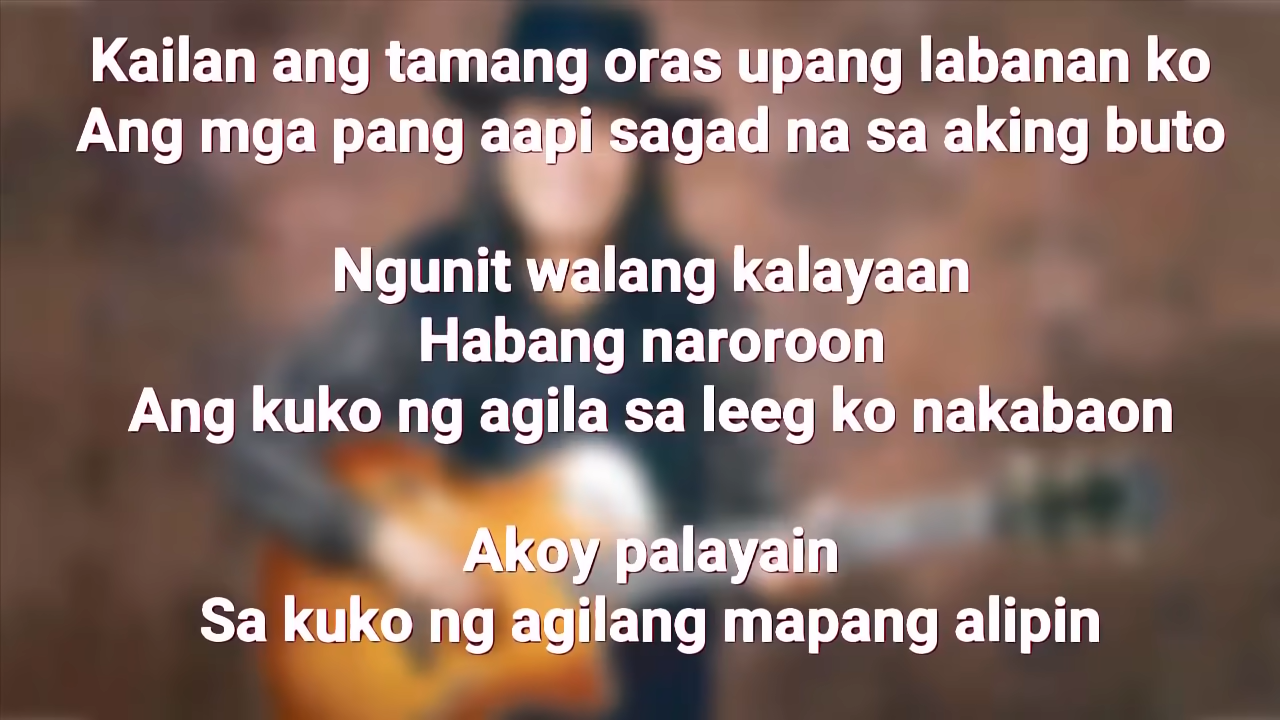 Kailan ang tamang oras upang labanan ko
Ang mga pang aapi sagad na sa aking buto
Ngunit walang kalayaan
Habang naroroon
Ang kuko ng agila sa leeg ko nakabaon
Akoy palayain
Sa kuko ng agilang mapang alipin